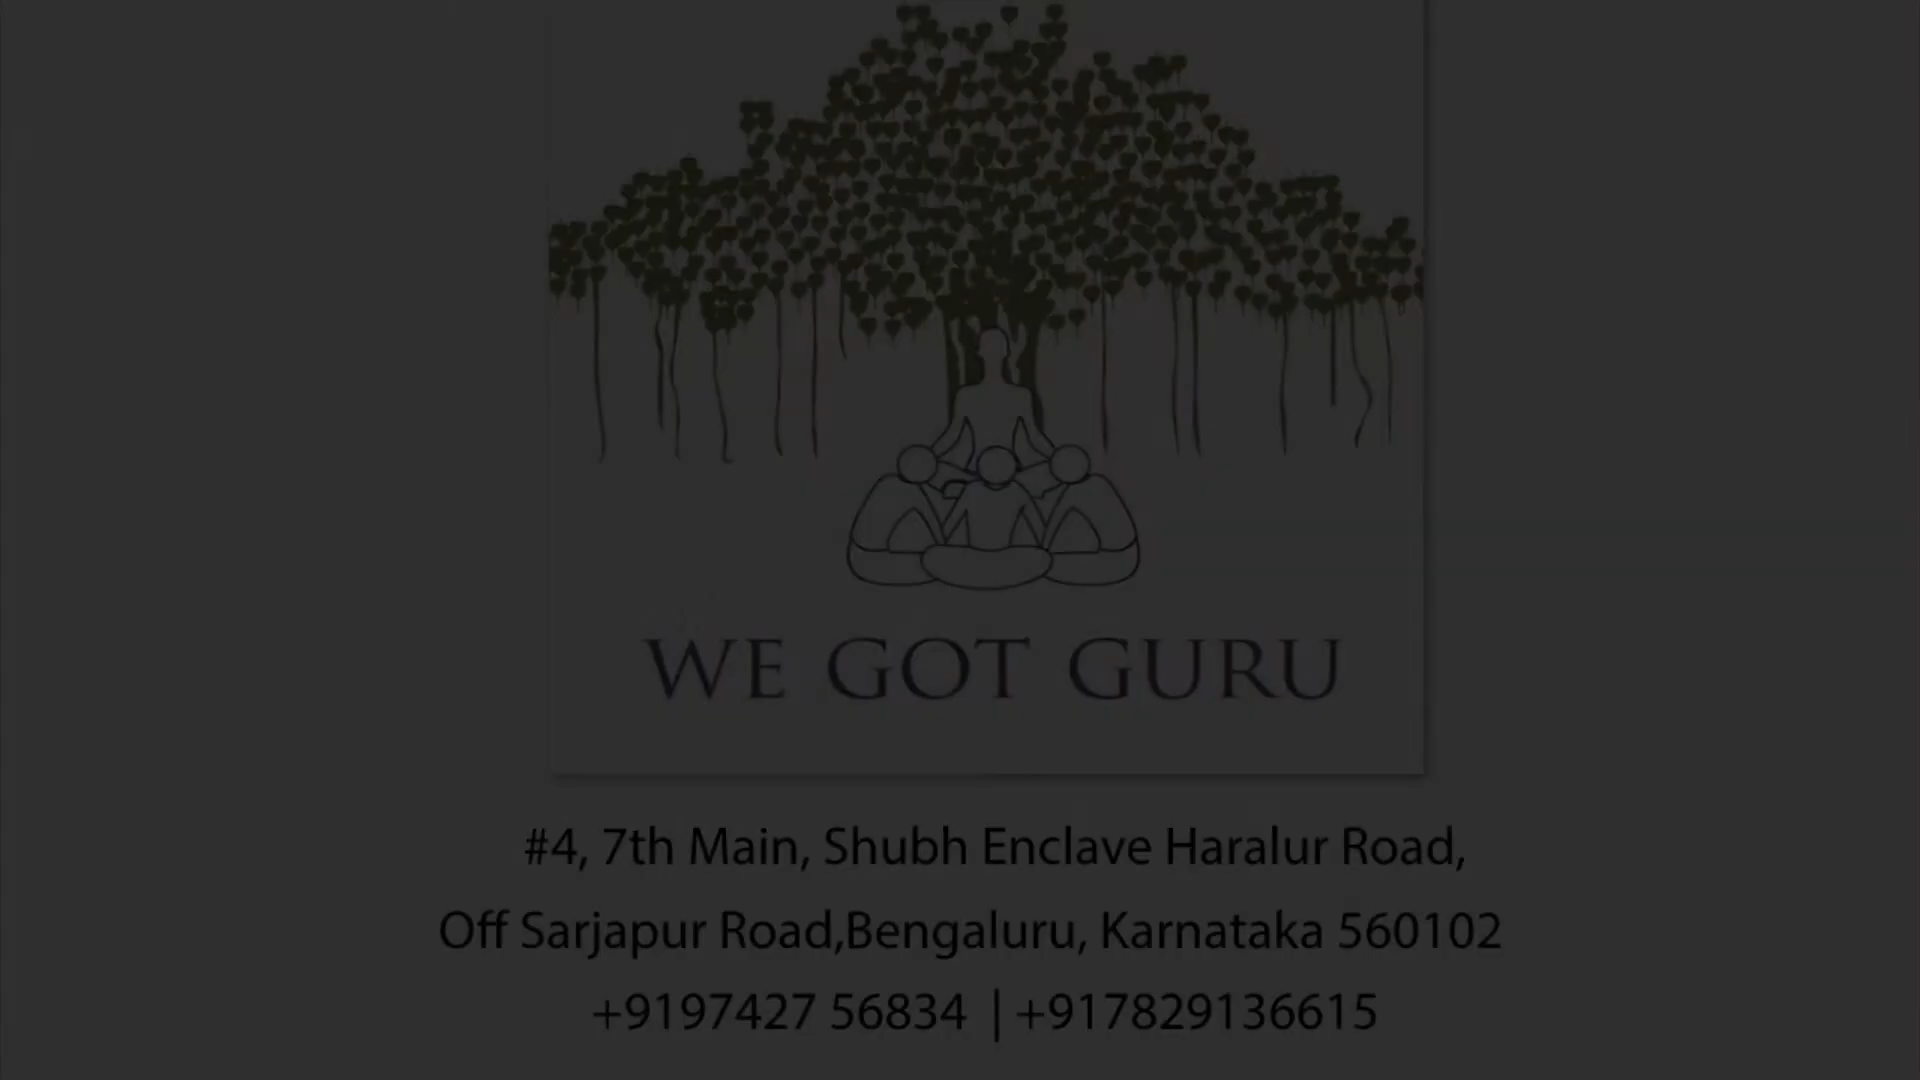 WE GOT GURU
#4, 7th Main, Shubh Enclave Haralur Road,
Off Sarjapur Road,Bengaluru, Karnataka 560102
+9197427 56834 | +917829136615